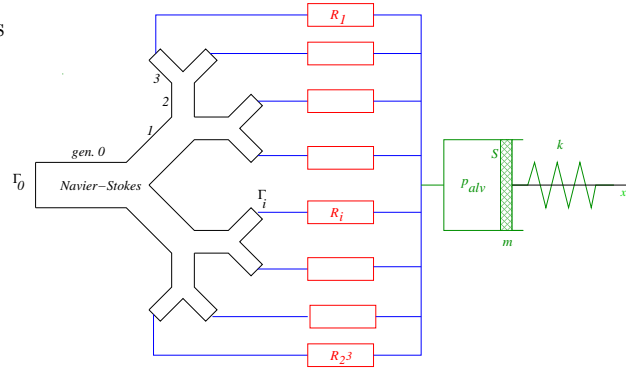 S
R1
3
2
1
gen. 0
Γ0
Navier−Stokes
Γi
Ri
S
k
palv
x
m
R23